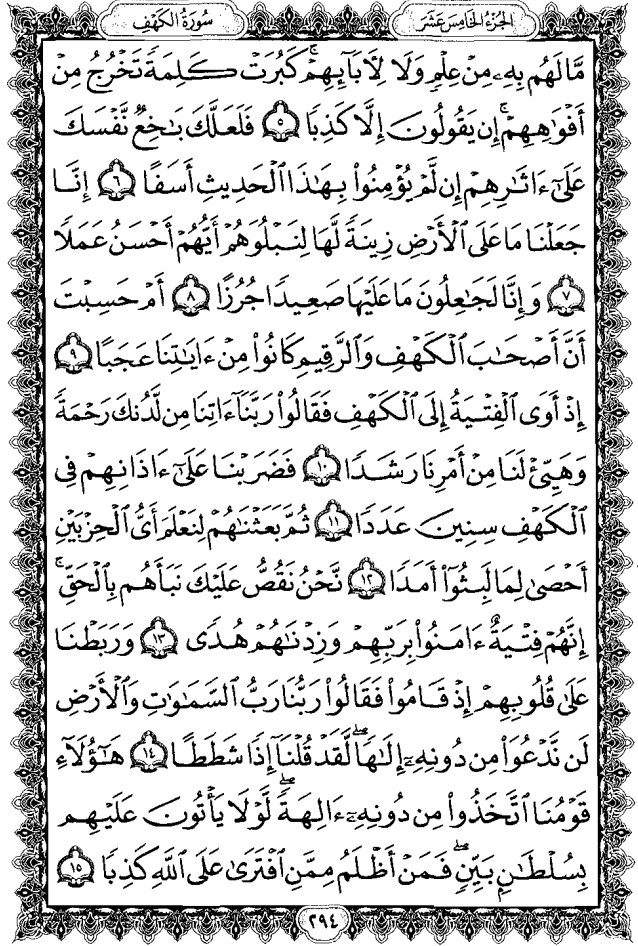 الجزء الخامس عشر
سورة الكهف
مَّا لَهُم بِهِۦ مِنْ عِلْمٍ وَلَا لِأٓبَآئِهِمْ ۚ كَبُرَتْ كَلِمَةً تَخْرُجُ مِنْ
أَفْوَٰهِهِمْ ۚ إِن يَقُولُونَ إِلَّا كَذِبًا ٥ فَلَعَلَّكَ بَٰخِعٌ نَّفْسَكَ
عَلَىٰٓ ءَاثَٰرِهِمْ إِن لَّمْ يُؤْمِنُوا۟ بِهَٰذَا ٱلْحَدِيثِ أَسَفًا ٦ إِنَّا
جَعَلْنَا مَا عَلَى ٱلْأَرْضِ زِينَةً لَّهَا لِنَبْلُوَهُمْ أَيُّهُمْ أَحْسَنُ عَمَلًا
٧ وَإِنَّا لَجَٰعِلُونَ مَا عَلَيْهَا صَعِيدًا جُرُزًا ٨ أَمْ حَسِبْتَ
أَنَّ أَصْحَٰبَ ٱلْكَهْفِ وَٱلرَّقِيمِ كَانُوا۟ مِنْ ءَايَٰتِنَا عَجَبًا ٩
إِذْ أَوَى ٱلْفِتْيَةُ إِلَى ٱلْكَهْفِ فَقَالُوا۟ رَبَّنَآ ءَاتِنَا مِن لَّدُنكَ رَحْمَةً
وَهَيِّئْ لَنَا مِنْ أَمْرِنَا رَشَدًا ١٠ فَضَرَبْنَا عَلَىٰٓ ءَاذَانِهِمْ فِى
ٱلْكَهْفِ سِنِينَ عَدَدًا ١١ ثُمَّ بَعَثْنَٰهُمْ لِنَعْلَمَ أَىُّ ٱلْحِزْبَيْنِ
أَحْصَىٰ لِمَا لَبِثُوٓا۟ أَمَدًا ١٢ نَّحْنُ نَقُصُّ عَلَيْكَ نَبَأَهُم بِٱلْحَقِّ ۚ
إِنَّهُمْ فِتْيَةٌ ءَامَنُوا۟ بِرَبِّهِمْ وَزِدْنَٰهُمْ هُدًى ١٣ وَرَبَطْنَا
عَلَىٰ قُلُوبِهِمْ إِذْ قَامُوا۟ فَقَالُوا۟ رَبُّنَا رَبُّ ٱلسَّمَٰوَٰتِ وَٱلْأَرْضِ
لَن نَّدْعُوَا۟ مِن دُونِهِۦٓ إِلَٰهًا ۖ لَّقَدْ قُلْنَآ إِذًا شَطَطًا ١٤ هَٰٓؤُلَآءِ
قَوْمُنَا ٱتَّخَذُوا۟ مِن دُونِهِۦٓ ءَالِهَةً ۖ لَّوْلَا يَأْتُونَ عَلَيْهِم
بِسُلْطَٰنٍۭ بَيِّنٍ ۖ فَمَنْ أَظْلَمُ مِمَّنِ ٱفْتَرَىٰ عَلَى ٱللَّهِ كَذِبًا ١٥
٢٩٤